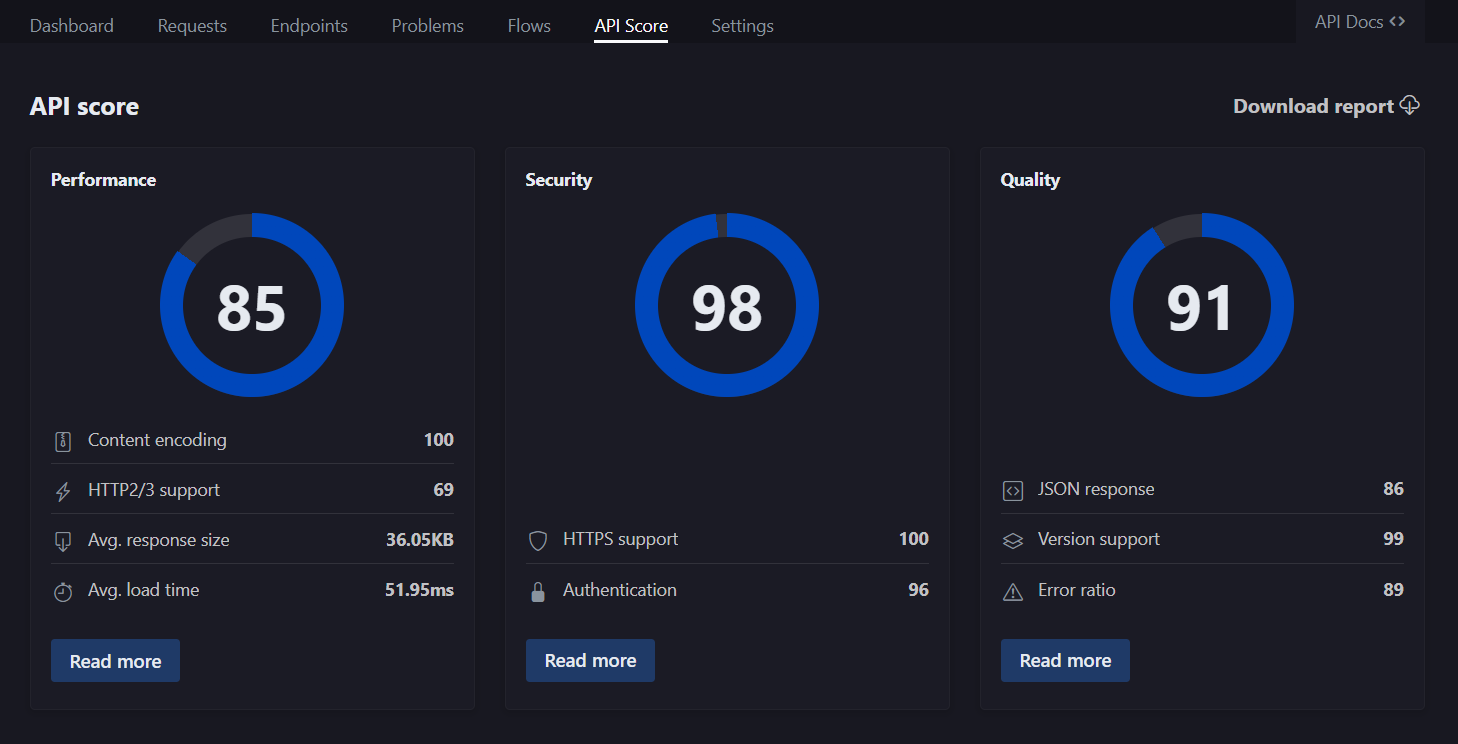 Dashboard Requests Endpoints Problems Flows API Score Settings API Docs <>
API score
Download report
Performance
85
Content encoding 100
HTTP2/3 support 69
Avg. response size 36.05KB
Avg. load time 51.95ms
Read more
Security
98
HTTPS support 100
Authentication 96
Read more
Quality
91
JSON response 86
Version support 99
Error ratio 89
Read more